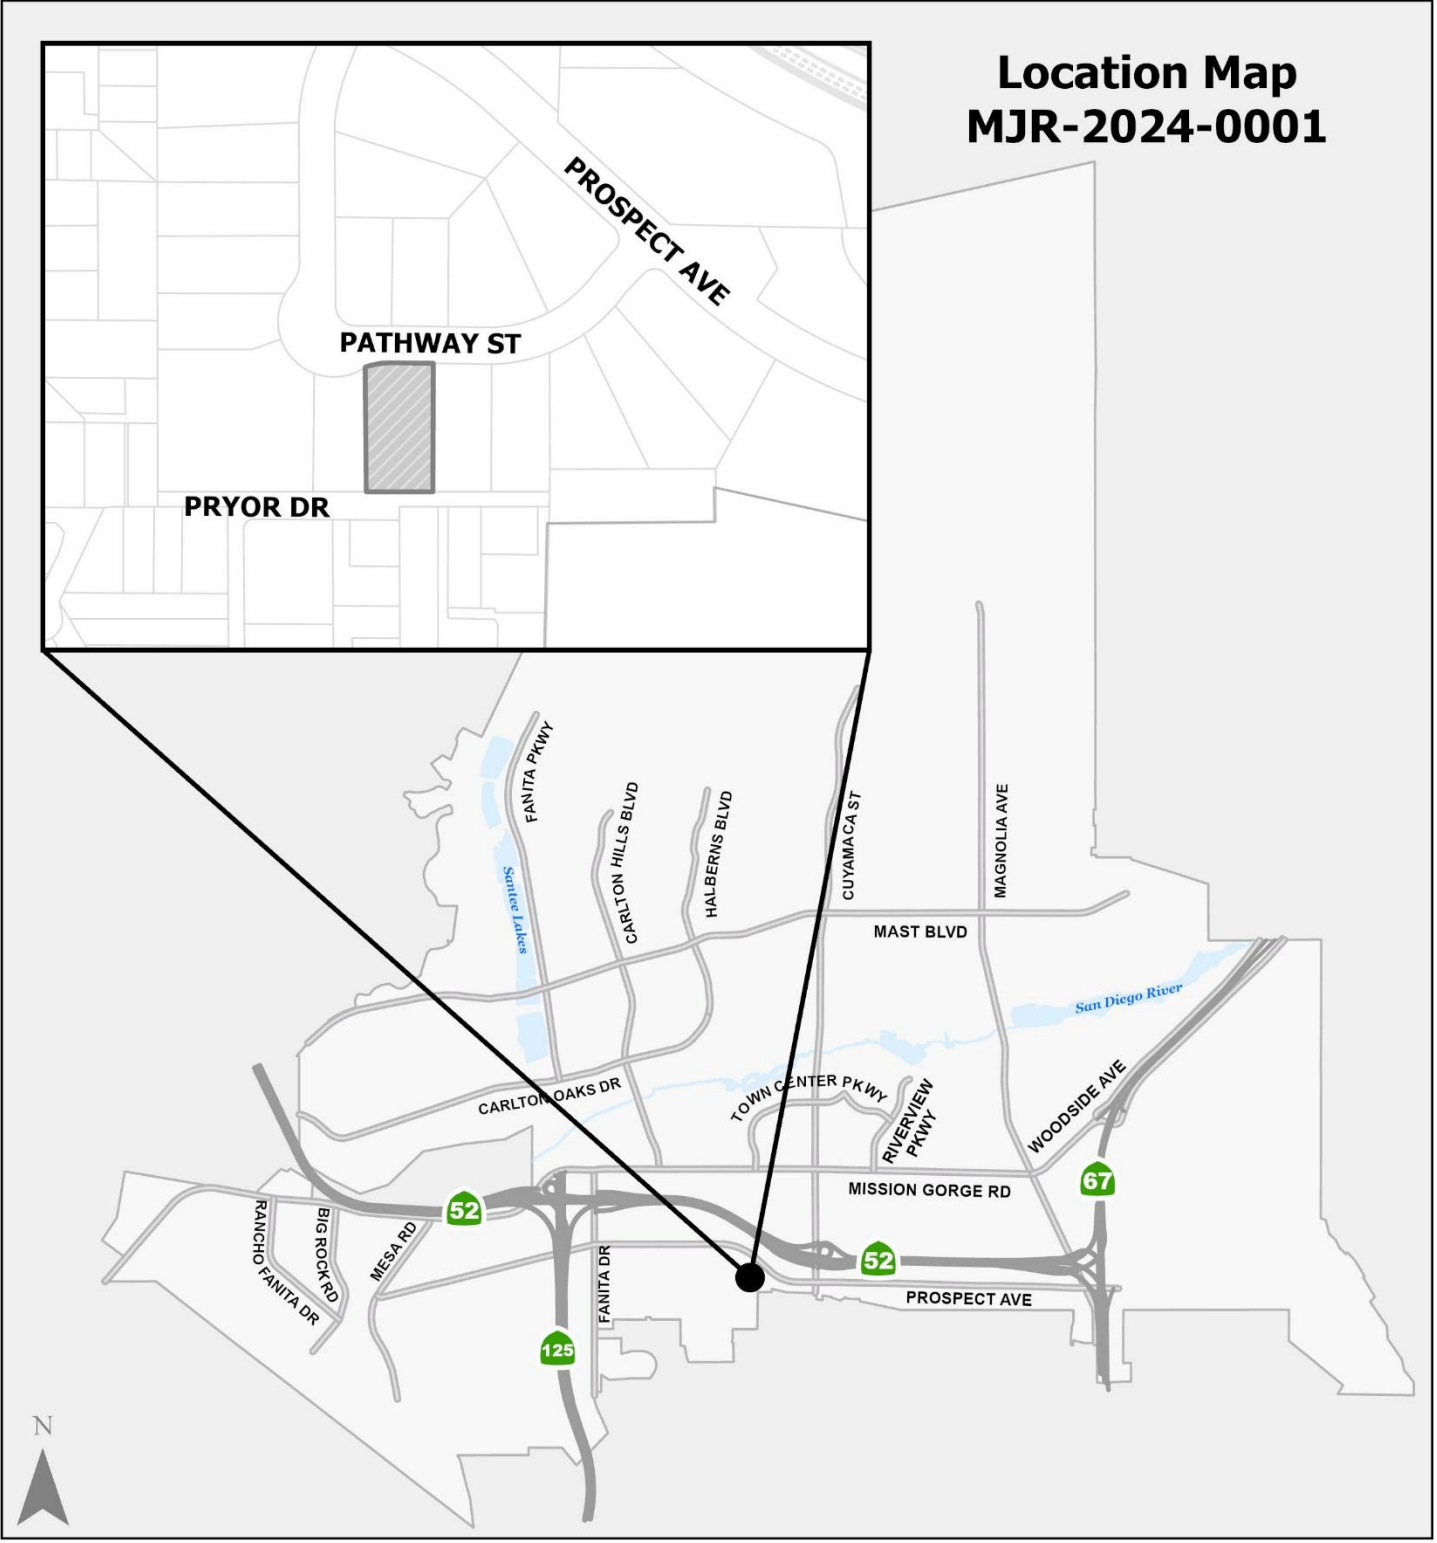 Location Map
MJR-2024-0001
PROSPECT AVE
PATHWAY ST
PRYOR DR
FANITA PKWY
CARLTON HILLS BLVD
HALBERNS BLVD
CUYAMACA ST
MAGNOLIA AVE
Santee Lakes
MAST BLVD
San Diego River
CARLTON OAKS DR
TOWN CENTER PKWY
RIVERVIEW
PKWY
WOODSIDE AVE
MISSION GORGE RD
67
52
52
RANCHO FANITA DR
BIG ROCK RD
MESA RD
FANITA DR
PROSPECT AVE
125
N